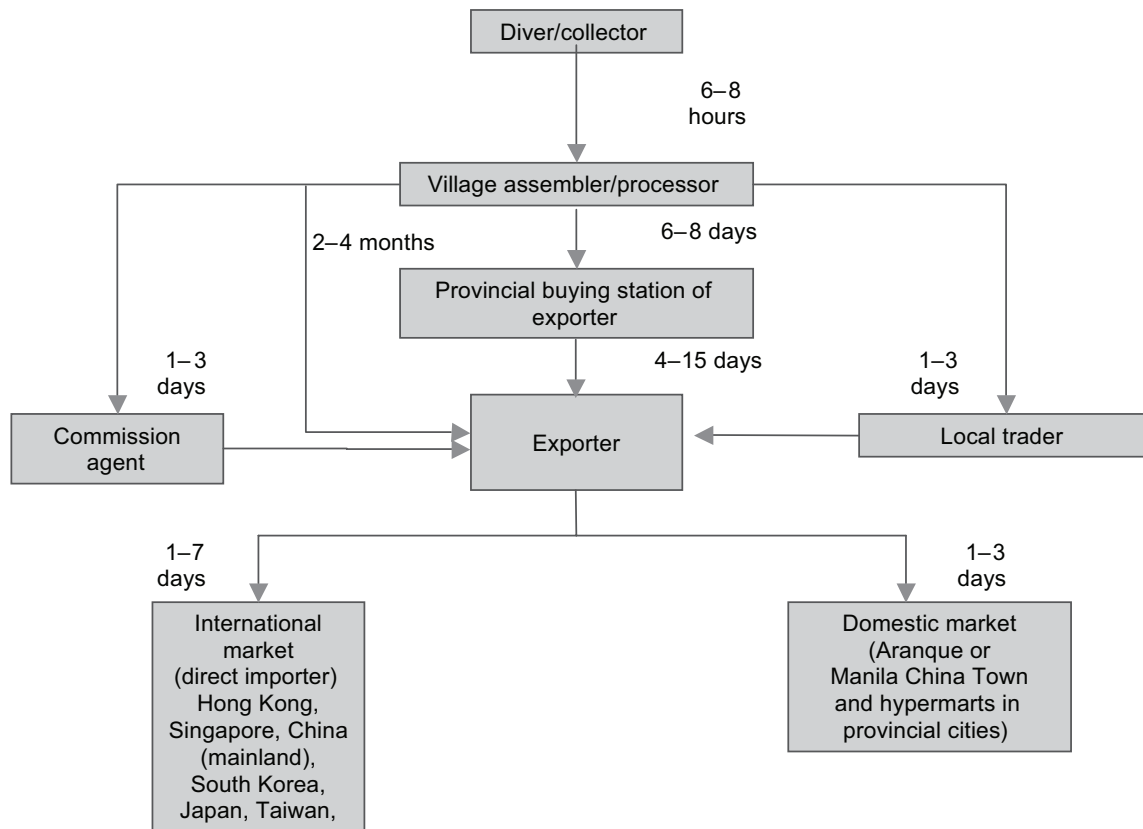 Diver/collector
6–8
hours
Village assembler/processor
2–4 months
6–8 days
Provincial buying station of
exporter
1–3
days
4–15 days
1–3
days
Commission
agent
Exporter
Local trader
1–7
days
1–3
days
International
market
(direct importer)
Hong Kong,
Singapore, China
(mainland),
South Korea,
Japan, Taiwan,
Domestic market
(Aranque or
Manila China Town
and hypermarts in
provincial cities)